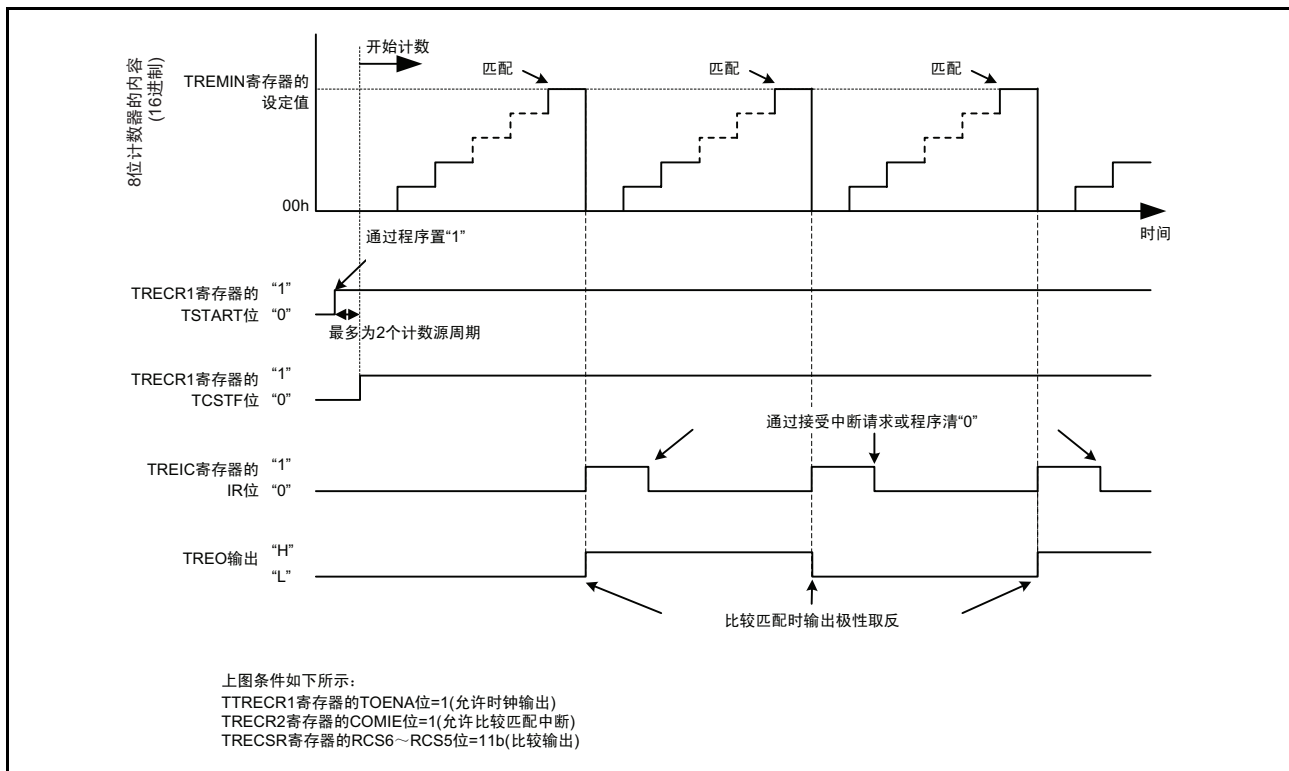 开始计数
8位计数器的内容
(16进制)
TREMIN寄存器的
设定值
匹配
匹配
匹配
00h
时间
通过程序置“1”
TRECR1寄存器的 “1”
TSTART位 “0”
最多为2个计数源周期
TRECR1寄存器的 “1”
TCSTF位 “0”
通过接受中断请求或程序清“0”
TREIC寄存器的 “1”
IR位 “0”
TREO输出 “H”
“L”
比较匹配时输出极性取反
上图条件如下所示：
TTRECR1寄存器的TOENA位=1(允许时钟输出)
TRECR2寄存器的COMIE位=1(允许比较匹配中断)
TRECSR寄存器的RCS6～RCS5位=11b(比较输出)